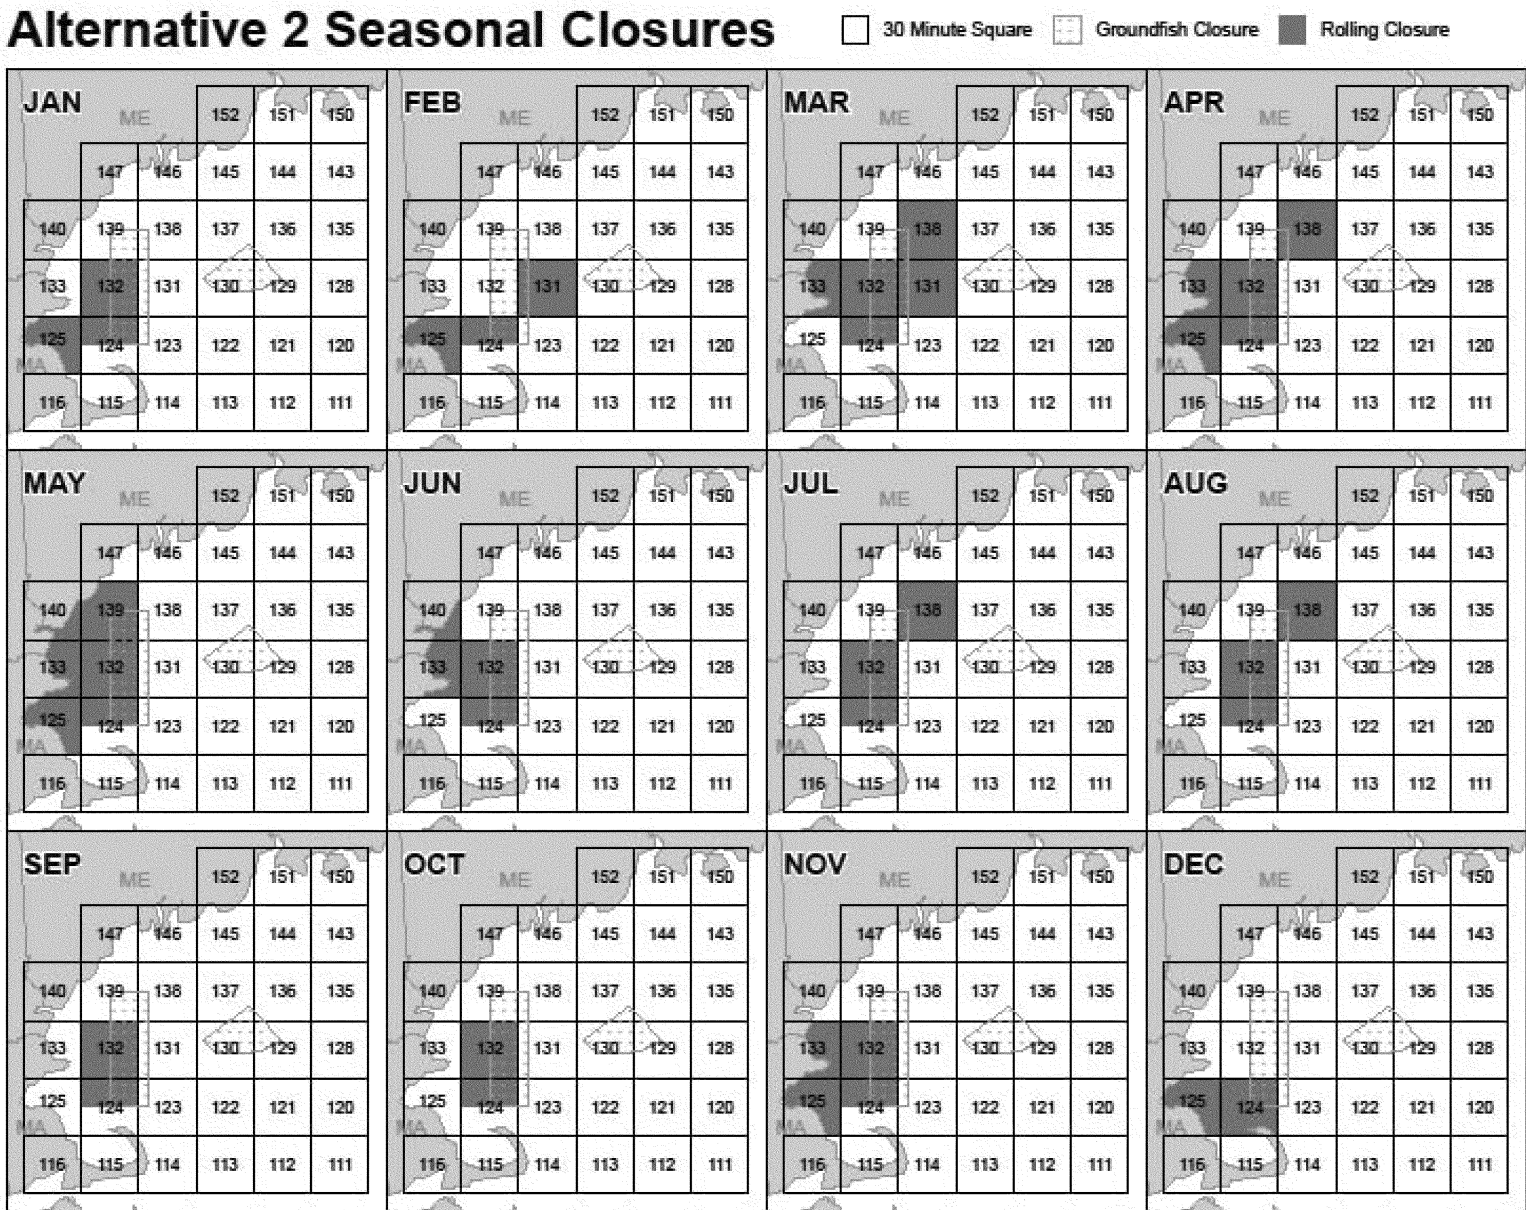 Alternative 2 Seasonal Closures 30 Minute Square Groundfish Closure Rolling Closure
JAN ME 152 151 150
147 146 145 144 143
140 139 138 137 136 135
133 132 131 130 129 128
125 124 123 122 121 120
MA
116 115 114 113 112 111
FEB ME 152 151 150
147 146 145 144 143
140 139 138 137 136 135
133 132 131 130 129 128
125 124 123 122 121 120
MA
116 115 114 113 112 111
MAR ME 152 151 150
147 146 145 144 143
140 139 138 137 136 135
133 132 131 130 129 128
125 124 123 122 121 120
MA
116 115 114 113 112 111
APR ME 152 151 150
147 146 145 144 143
140 139 138 137 136 135
133 132 131 130 129 128
125 124 123 122 121 120
MA
116 115 114 113 112 111
MAY ME 152 151 150
147 146 145 144 143
140 139 138 137 136 135
133 132 131 130 129 128
125 124 123 122 121 120
MA
116 115 114 113 112 111
JUN ME 152 151 150
147 146 145 144 143
140 139 138 137 136 135
133 132 131 130 129 128
125 124 123 122 121 120
MA
116 115 114 113 112 111
JUL ME 152 151 150
147 146 145 144 143
140 139 138 137 136 135
133 132 131 130 129 128
125 124 123 122 121 120
MA
116 115 114 113 112 111
AUG ME 152 151 150
147 146 145 144 143
140 139 138 137 136 135
133 132 131 130 129 128
125 124 123 122 121 120
MA
116 115 114 113 112 111
SEP ME 152 151 150
147 146 145 144 143
140 139 138 137 136 135
133 132 131 130 129 128
125 124 123 122 121 120
MA
116 115 114 113 112 111
OCT ME 152 151 150
147 146 145 144 143
140 139 138 137 136 135
133 132 131 130 129 128
125 124 123 122 121 120
MA
116 115 114 113 112 111
NOV ME 152 151 150
147 146 145 144 143
140 139 138 137 136 135
133 132 131 130 129 128
125 124 123 122 121 120
MA
116 115 114 113 112 111
DEC ME 152 151 150
147 146 145 144 143
140 139 138 137 136 135
133 132 131 130 129 128
125 124 123 122 121 120
MA
116 115 114 113 112 111